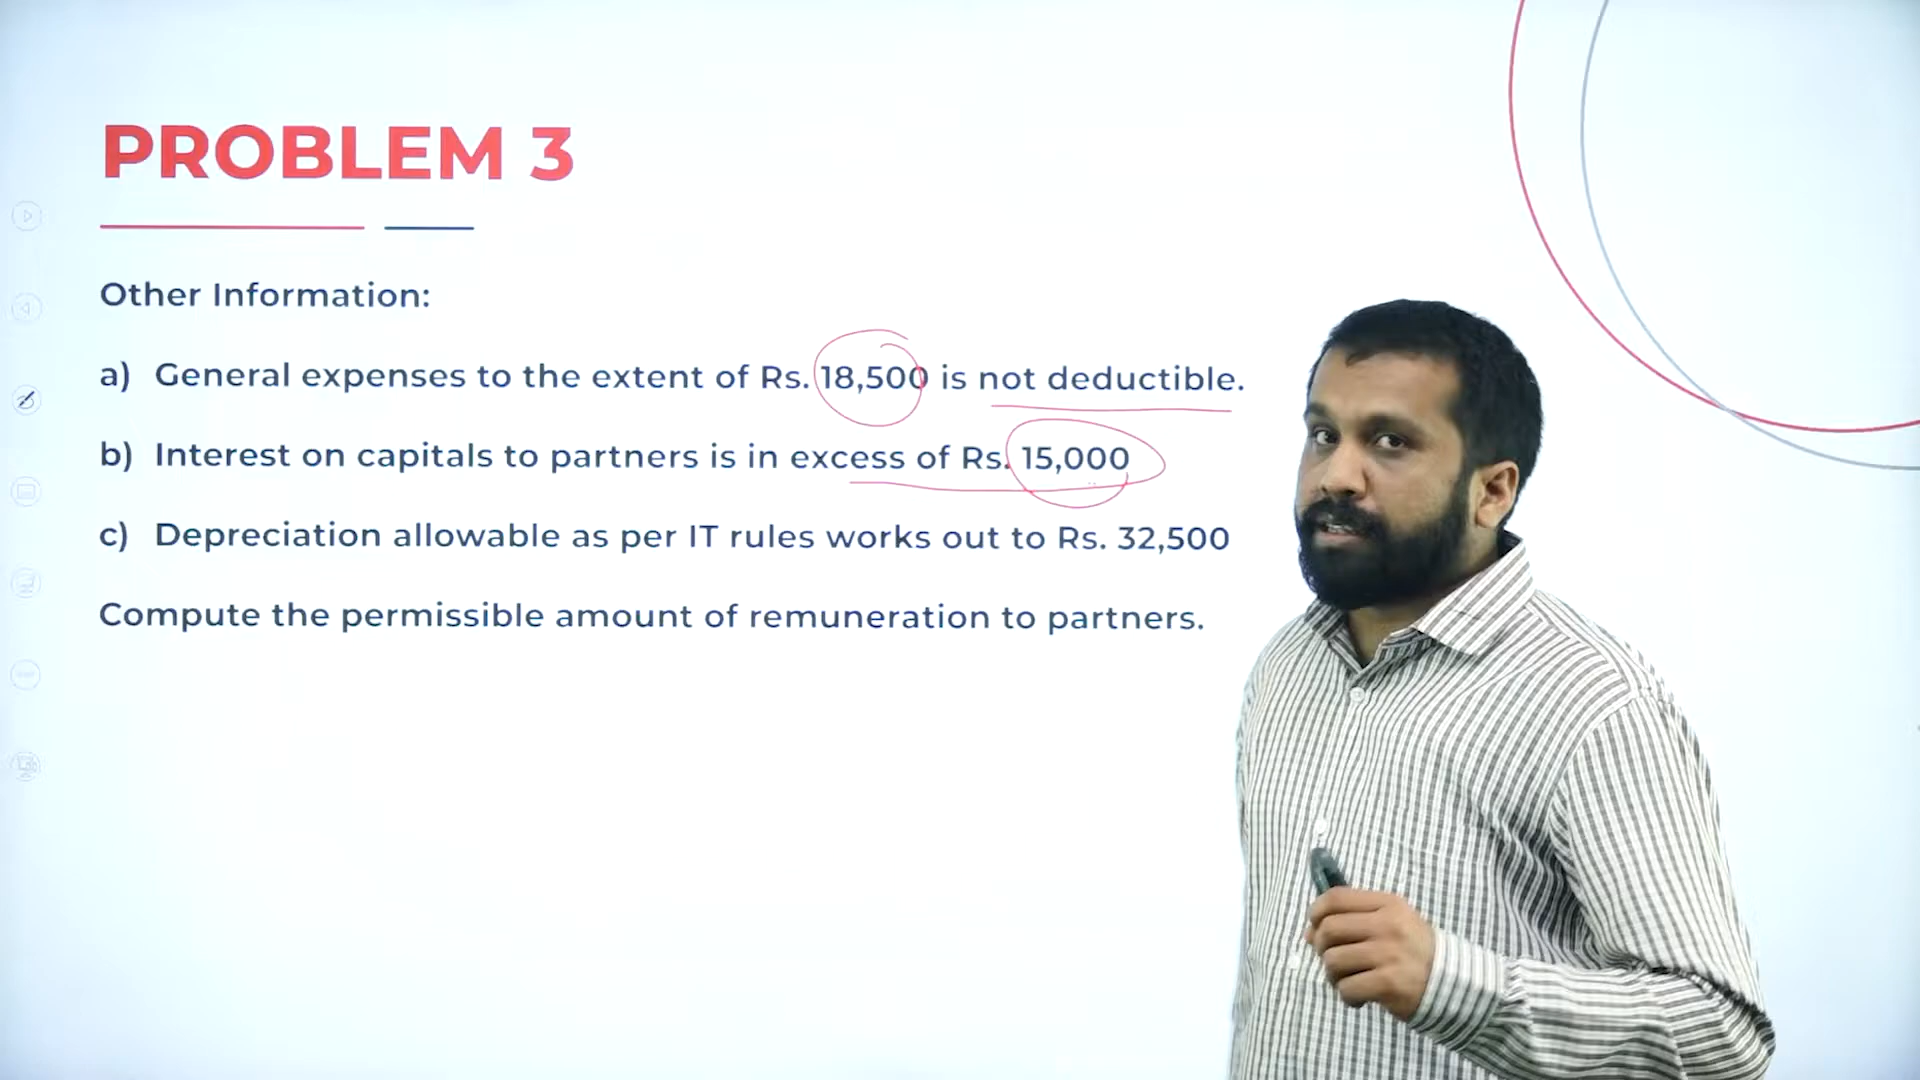 PROBLEM 3
Other Information:
a) General expenses to the extent of Rs. 18,500 is not deductible.
b) Interest on capitals to partners is in excess of Rs. 15,000
c) Depreciation allowable as per IT rules works out to Rs. 32,500
Compute the permissible amount of remuneration to partners.